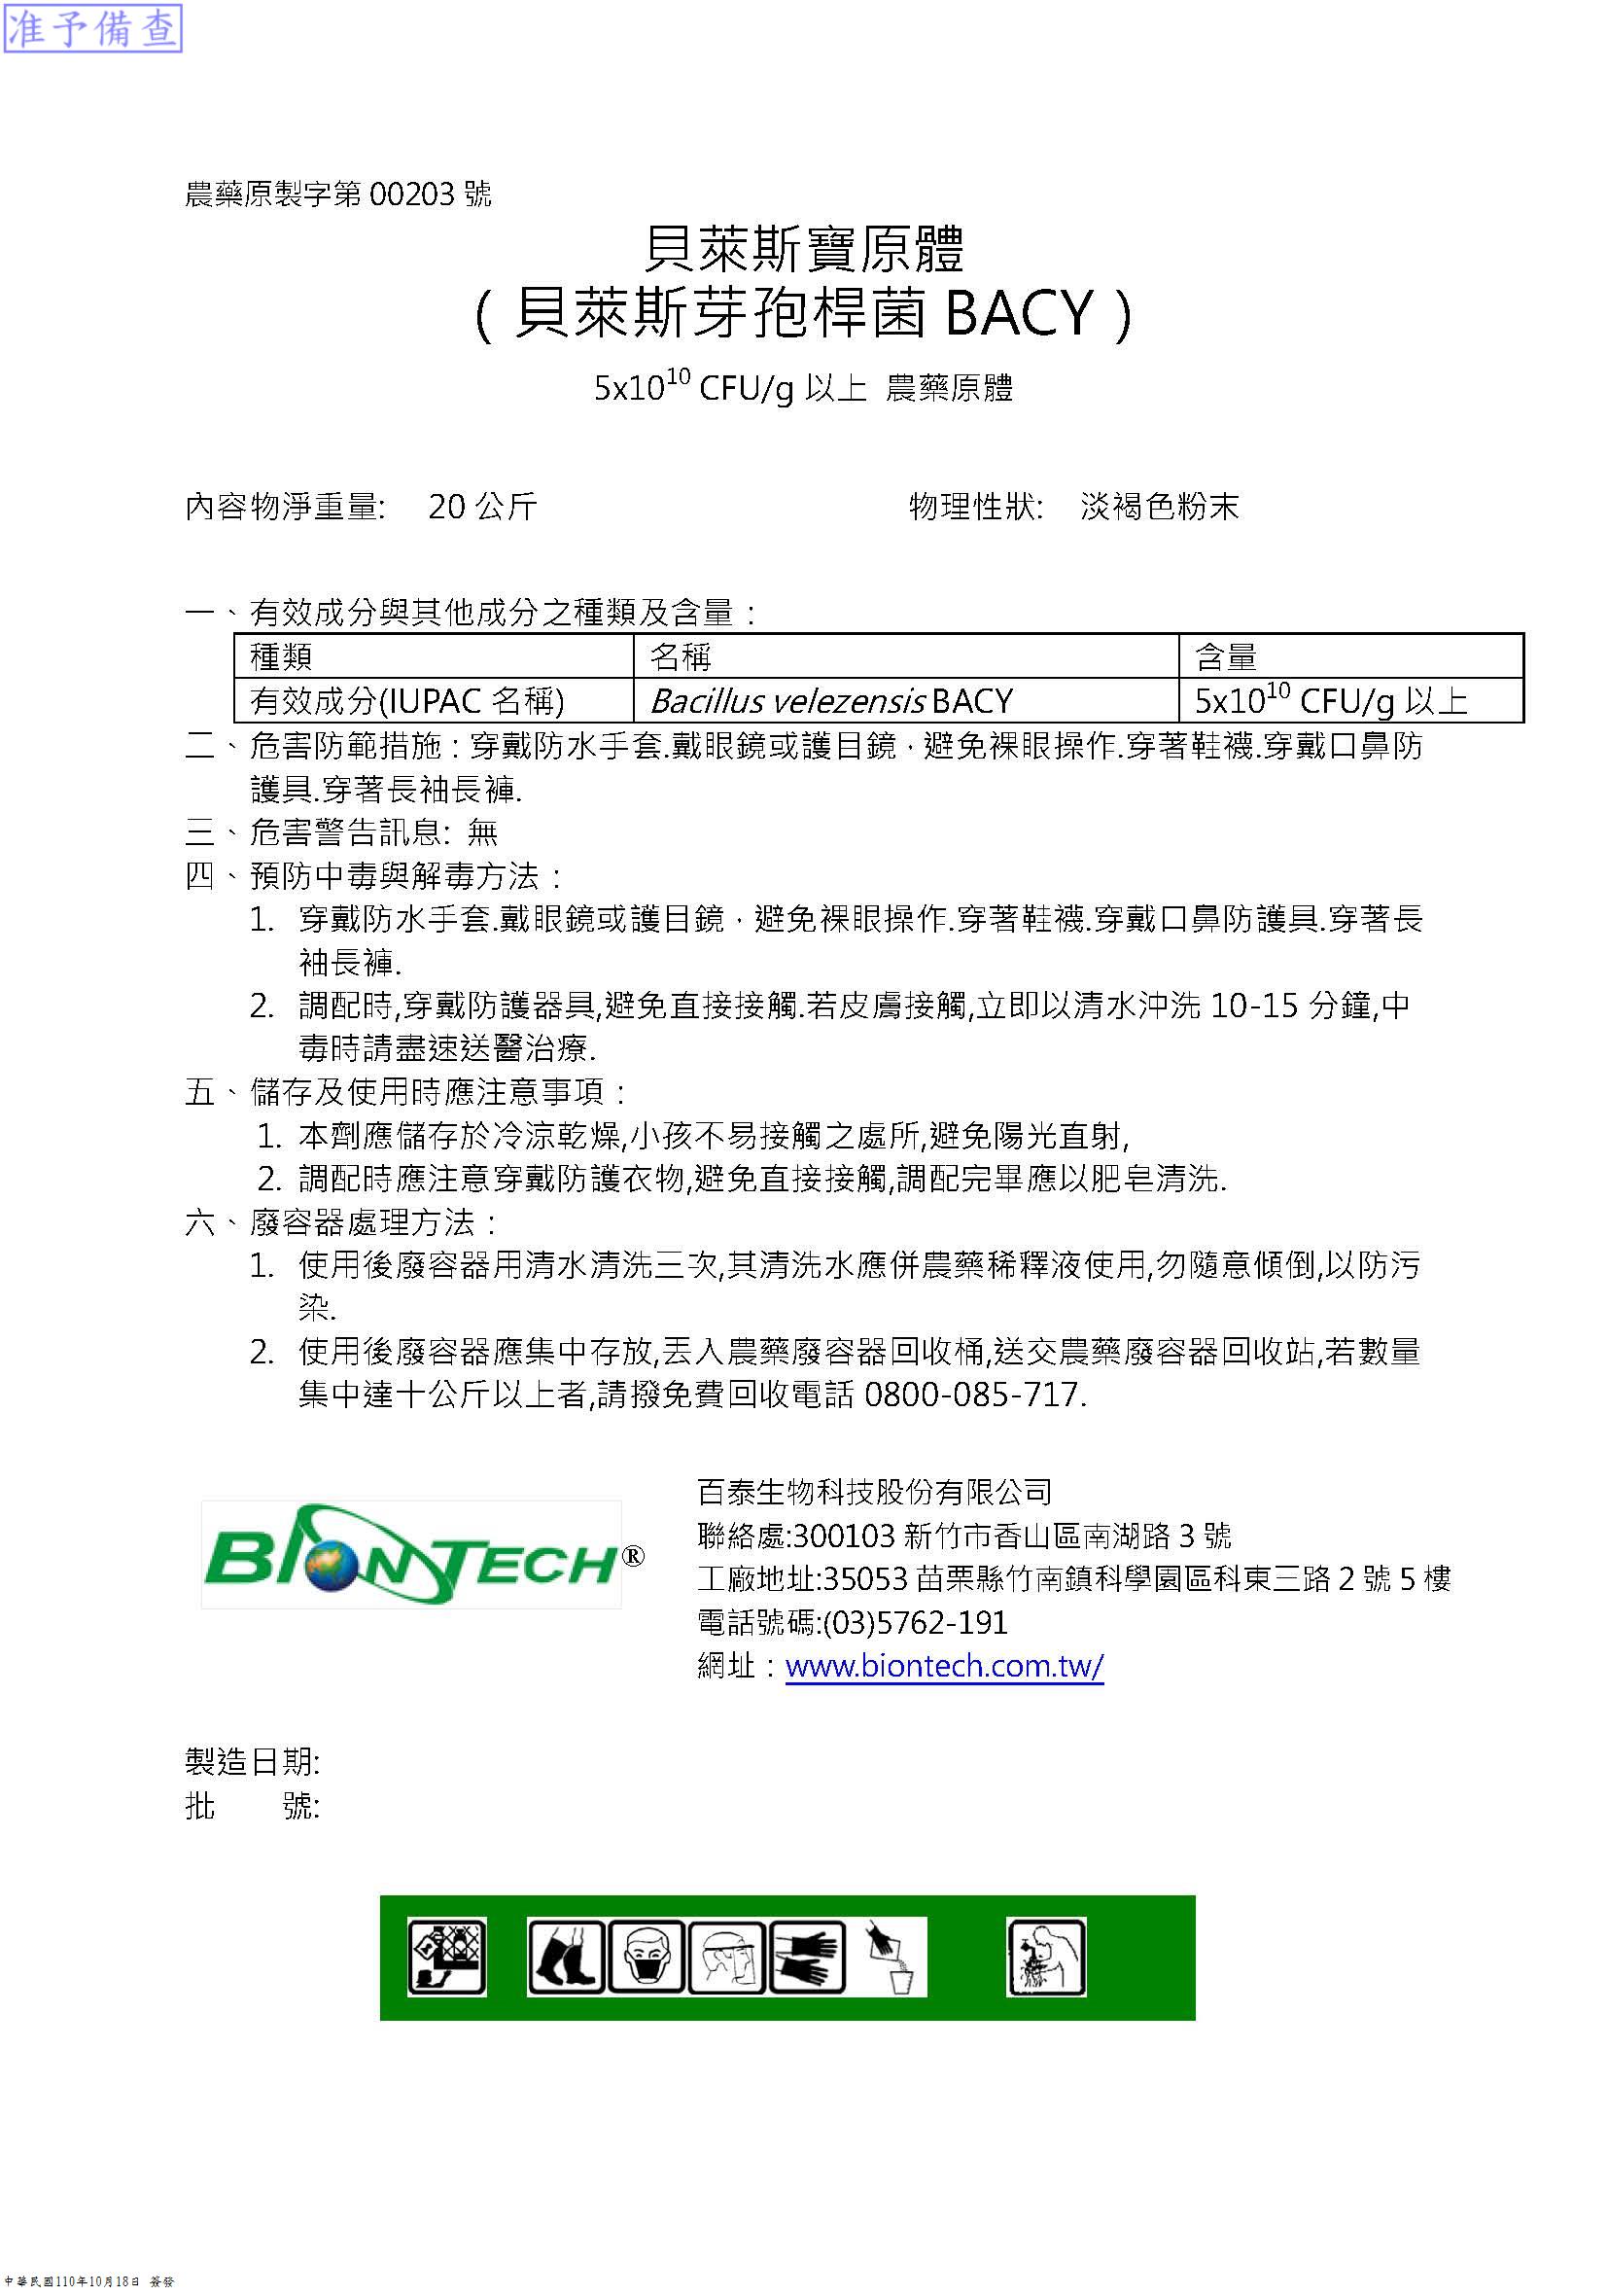 准予備查
農藥原製字第 00203 號
貝萊斯寶原體
（貝萊斯芽孢桿菌 BACY）
5x10¹⁰ CFU/g 以上 農藥原體
內容物淨重量: 20 公斤 物理性狀: 淡褐色粉末
一、有效成分與其他成分之種類及含量：
種類 名稱 含量
有效成分(IUPAC 名稱) Bacillus velezensis BACY 5x10¹⁰ CFU/g 以上
二、危害防範措施：穿戴防水手套.戴眼鏡或護目鏡，避免裸眼操作.穿著鞋襪.穿戴口鼻防
護具.穿著長袖長褲.
三、危害警告訊息: 無
四、預防中毒與解毒方法：
1. 穿戴防水手套.戴眼鏡或護目鏡，避免裸眼操作.穿著鞋襪.穿戴口鼻防護具.穿著長
袖長褲.
2. 調配時,穿戴防護器具,避免直接接觸.若皮膚接觸,立即以清水沖洗 10-15 分鐘,中
毒時請盡速送醫治療.
五、儲存及使用時應注意事項：
1. 本劑應儲存於冷涼乾燥,小孩不易接觸之處所,避免陽光直射,
2. 調配時應注意穿戴防護衣物,避免直接接觸,調配完畢應以肥皂清洗.
六、廢容器處理方法：
1. 使用後廢容器用清水清洗三次,其清洗水應併農藥稀釋液使用,勿隨意傾倒,以防污
染.
2. 使用後廢容器應集中存放,丟入農藥廢容器回收桶,送交農藥廢容器回收站,若數量
集中達十公斤以上者,請撥免費回收電話 0800-085-717.
BIONTECH®
百泰生物科技股份有限公司
聯絡處:300103 新竹市香山區南湖路 3 號
工廠地址:35053 苗栗縣竹南鎮科學園區科東三路 2 號 5 樓
電話號碼:(03)5762-191
網址：www.biontech.com.tw/
製造日期:
批 號:
中華民國110年10月18日 簽發